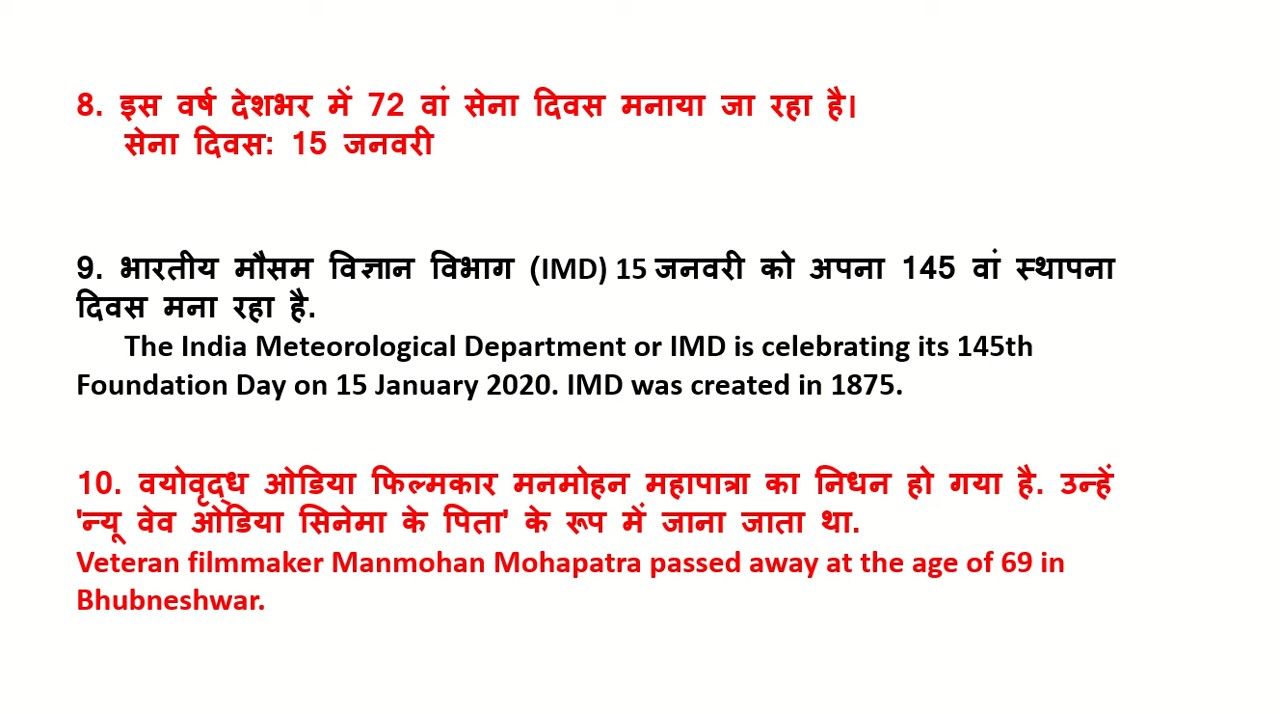 8. इस वर्ष देशभर में 72 वां सेना दिवस मनाया जा रहा है।
सेना दिवस: 15 जनवरी
9. भारतीय मौसम विज्ञान विभाग (IMD) 15 जनवरी को अपना 145 वां स्थापना
दिवस मना रहा है.
The India Meteorological Department or IMD is celebrating its 145th
Foundation Day on 15 January 2020. IMD was created in 1875.
10. वयोवृद्ध ओडिया फिल्मकार मनमोहन महापात्रा का निधन हो गया है. उन्हें
'न्यू वेव ओडिया सिनेमा के पिता' के रूप में जाना जाता था.
Veteran filmmaker Manmohan Mohapatra passed away at the age of 69 in
Bhubneshwar.